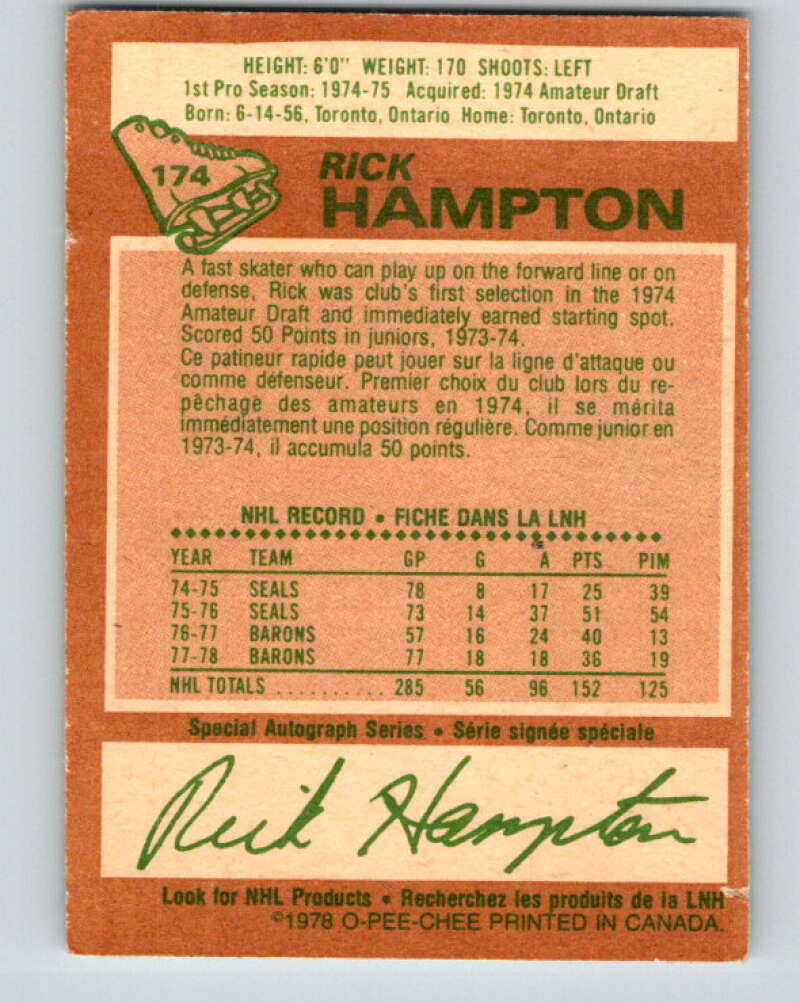 HEIGHT: 6'0" WEIGHT: 170 SHOOTS: LEFT
1st Pro Season: 1974-75 Acquired: 1974 Amateur Draft
Born: 6-14-56, Toronto, Ontario Home: Toronto, Ontario
174
RICK
HAMPTON
A fast skater who can play up on the forward line or on
defense, Rick was club's first selection in the 1974
Amateur Draft and immediately earned starting spot.
Scored 50 Points in juniors, 1973-74.
Ce patineur rapide peut jouer sur la ligne d'attaque ou
comme défenseur. Premier choix du club lors du re-
pêchage des amateurs en 1974, il se mérita
immédiatement une position régulière. Comme junior en
1973-74, il accumula 50 points.
NHL RECORD • FICHE DANS LA LNH
YEAR TEAM GP G A PTS PIM
74-75 SEALS 78 8 17 25 39
75-76 SEALS 73 14 37 51 54
76-77 BARONS 57 16 24 40 13
77-78 BARONS 77 18 18 36 19
NHL TOTALS .......... 285 56 96 152 125
Special Autograph Series • Série signée spéciale
Rick Hampton
Look for NHL Products • Recherchez les produits de la LNH
©1978 O-PEE-CHEE PRINTED IN CANADA.